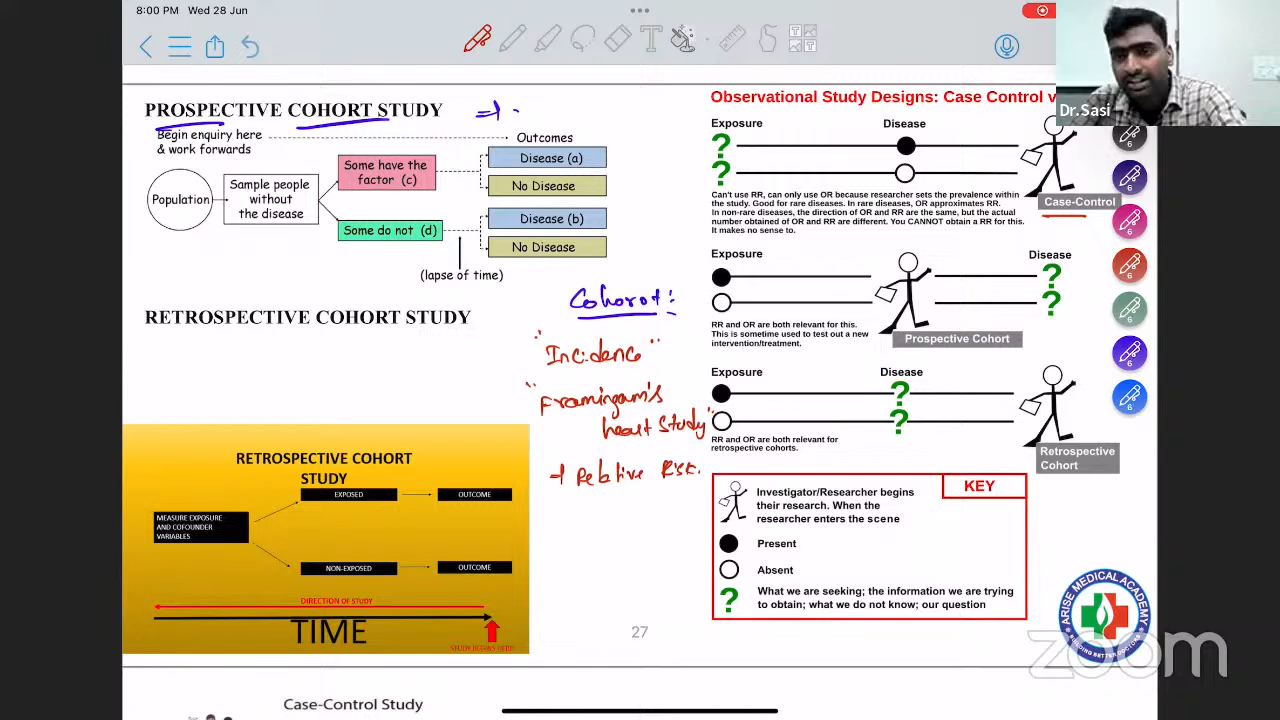 8:00 PM Wed 28 Jun
Dr.Sasi
PROSPECTIVE COHORT STUDY
Begin enquiry here
& work forwards
Outcomes
Population
Sample people
without
the disease
Some have the
factor (c)
Some do not (d)
Disease (a)
No Disease
Disease (b)
No Disease
(lapse of time)
RETROSPECTIVE COHORT STUDY
Cohorot:
"Incidence"
"Framingam's
heart study"
→ Relative Risk.
RETROSPECTIVE COHORT
STUDY
MEASURE EXPOSURE
AND COFOUNDER
VARIABLES
EXPOSED
OUTCOME
NON-EXPOSED
OUTCOME
DIRECTION OF STUDY
TIME
STUDY BEGINS HERE
27
Observational Study Designs: Case Control v
Exposure
Disease
?
?
Can't use RR, can only use OR because researcher sets the prevalence within
the study. Good for rare diseases. In rare diseases, OR approximates RR.
In non-rare diseases, the direction of OR and RR are the same, but the actual
number obtained of OR and RR are different. You CANNOT obtain a RR for this.
It makes no sense to.
Case-Control
Exposure
Disease
?
?
RR and OR are both relevant for this.
This is sometime used to test out a new
intervention/treatment.
Prospective Cohort
Exposure
Disease
?
?
RR and OR are both relevant for
retrospective cohorts.
Retrospective
Cohort
KEY
Investigator/Researcher begins
their research. When the
researcher enters the scene
Present
Absent
?
What we are seeking; the information we are trying
to obtain; what we do not know; our question
6
6
6
6
6
6
6
ARISE MEDICAL ACADEMY
BUILDING BETTER DOCTORS
zoom
Case-Control Study